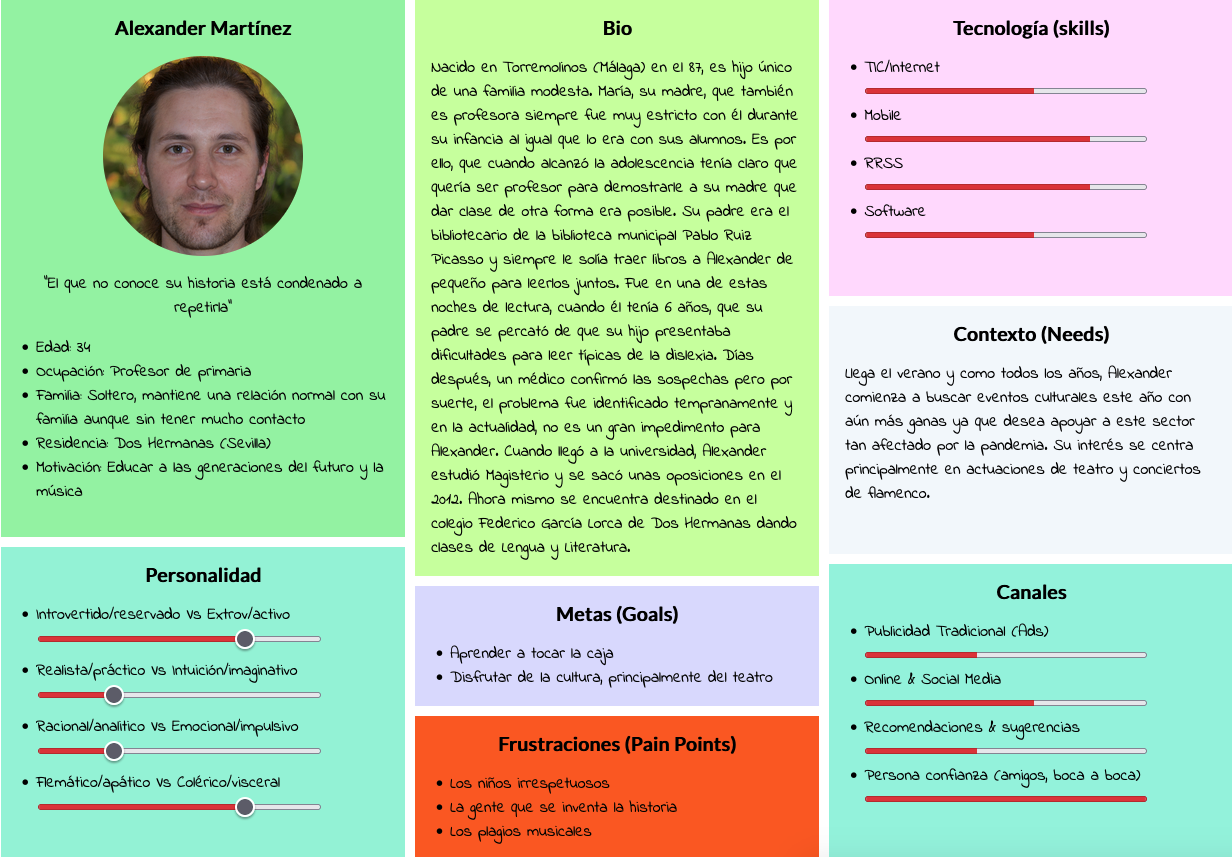 Alexander Martínez
"El que no conoce su historia está condenado a
repetirla"
Edad: 34
Ocupación: Profesor de primaria
Familia: Soltero, mantiene una relación normal con su
familia aunque sin tener mucho contacto
Residencia: Dos Hermanas (Sevilla)
Motivación: Educar a las generaciones del futuro y la
música
Personalidad
Introvertido/reservado Vs Extrov/activo
Realista/práctico Vs Intuición/imaginativo
Racional/analítico Vs Emocional/impulsivo
Flemático/apático Vs Colérico/visceral
Bio
Nacido en Torremolinos (Málaga) en el 87, es hijo único
de una familia modesta. María, su madre, que también
es profesora siempre fue muy estricto con él durante
su infancia al igual que lo era con sus alumnos. Es por
ello, que cuando alcanzó la adolescencia tenía claro que
quería ser profesor para demostrarle a su madre que
dar clase de otra forma era posible. Su padre era el
bibliotecario de la biblioteca municipal Pablo Ruiz
Picasso y siempre le solía traer libros a Alexander de
pequeño para leerlos juntos. Fue en una de estas
noches de lectura, cuando él tenía 6 años, que su
padre se percató de que su hijo presentaba
dificultades para leer típicas de la dislexia. Días
después, un médico confirmó las sospechas pero por
suerte, el problema fue identificado tempranamente y
en la actualidad, no es un gran impedimento para
Alexander. Cuando llegó a la universidad, Alexander
estudió Magisterio y se sacó unas oposiciones en el
2012. Ahora mismo se encuentra destinado en el
colegio Federico García Lorca de Dos Hermanas dando
clases de Lengua y Literatura.
Metas (Goals)
Aprender a tocar la caja
Disfrutar de la cultura, principalmente del teatro
Frustraciones (Pain Points)
Los niños irrespetuosos
La gente que se inventa la historia
Los plagios musicales
Tecnología (skills)
TIC/Internet
Mobile
RRSS
Software
Contexto (Needs)
Llega el verano y como todos los años, Alexander
comienza a buscar eventos culturales este año con
aún más ganas ya que desea apoyar a este sector
tan afectado por la pandemia. Su interés se centra
principalmente en actuaciones de teatro y conciertos
de flamenco.
Canales
Publicidad Tradicional (Ads)
Online & Social Media
Recomendaciones & sugerencias
Persona confianza (amigos, boca a boca)